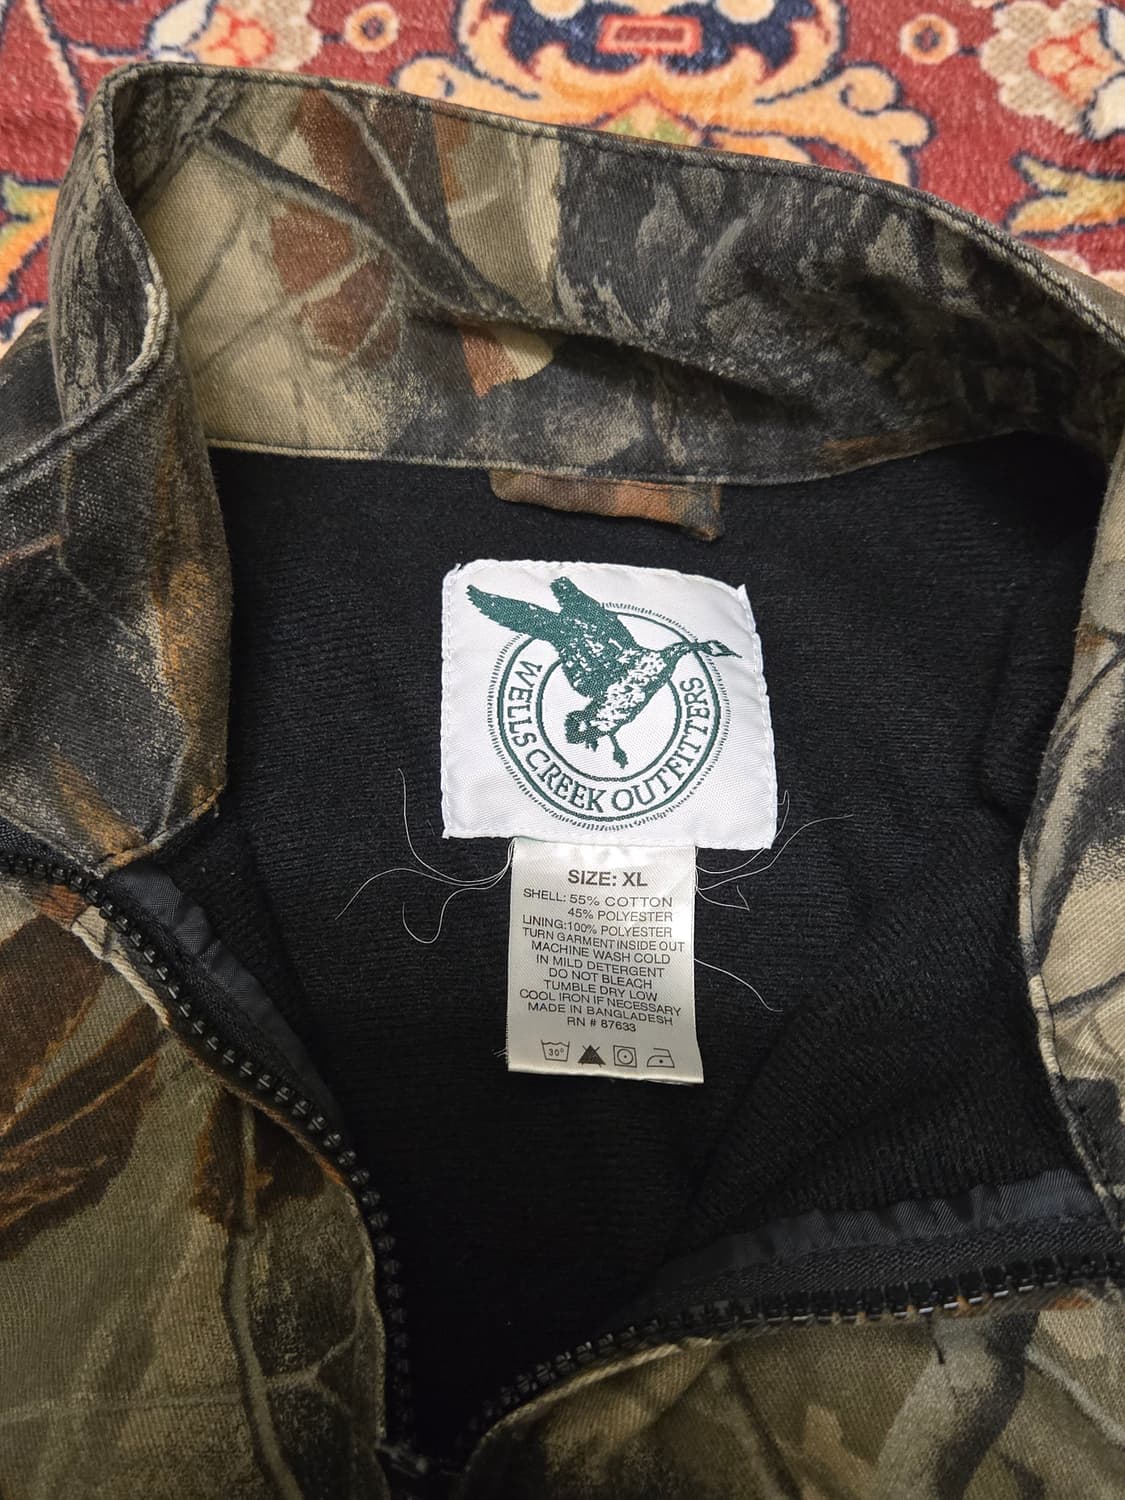 WELLS CREEK OUTFITTERS
SIZE: XL
SHELL: 55% COTTON
45% POLYESTER
LINING:100% POLYESTER
TURN GARMENT INSIDE OUT
MACHINE WASH COLD
IN MILD DETERGENT
DO NOT BLEACH
TUMBLE DRY LOW
COOL IRON IF NECESSARY
MADE IN BANGLADESH
RN # 87633
30°